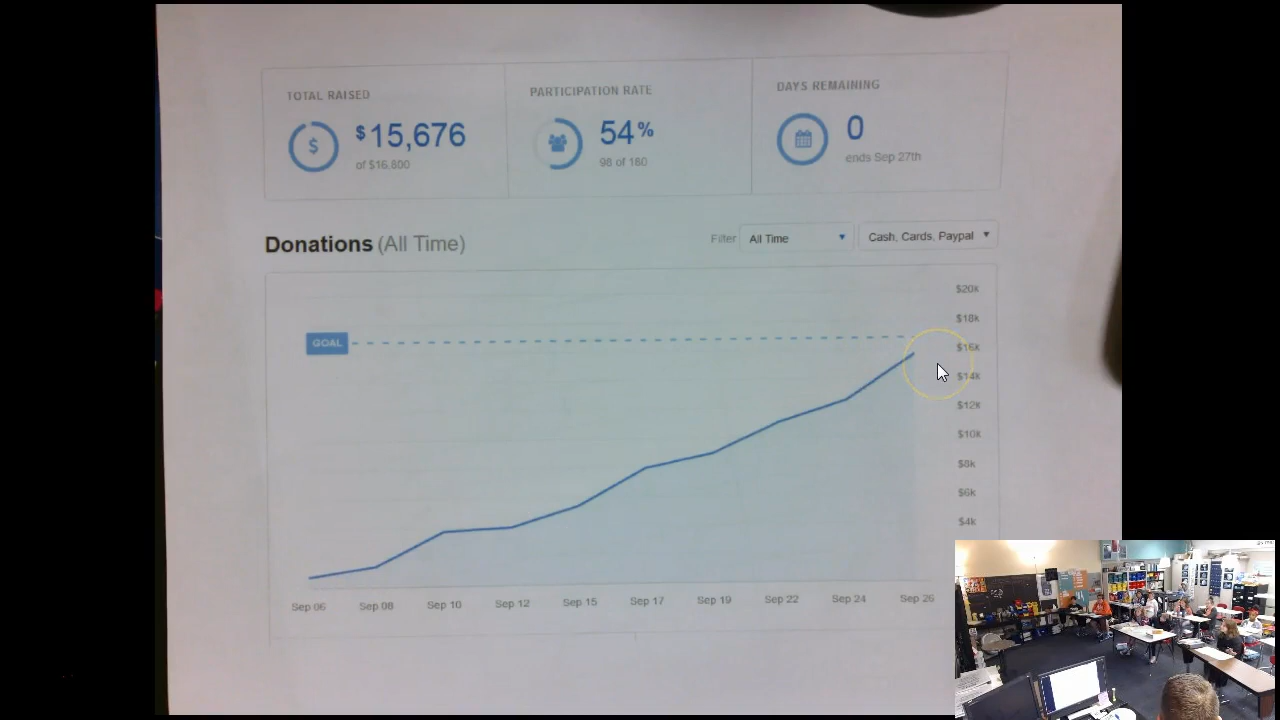 TOTAL RAISED
$15,676
of $16,800
PARTICIPATION RATE
54%
98 of 180
DAYS REMAINING
0
ends Sep 27th
Donations (All Time)
Filter
All Time
Cash, Cards, Paypal
GOAL
$20k
$18k
$16k
$14k
$12k
$10k
$8k
$6k
$4k
Sep 06
Sep 08
Sep 10
Sep 12
Sep 15
Sep 17
Sep 19
Sep 22
Sep 24
Sep 26